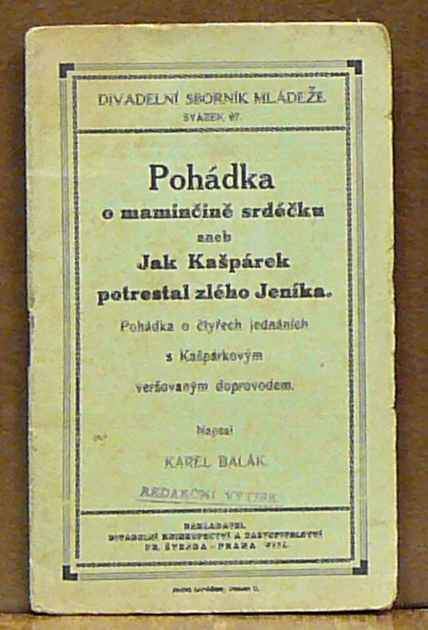 DIVADELNÍ SBORNÍK MLÁDEŽE.
SVAZEK 67.
Pohádka
o maminčině srdéčku
aneb
Jak Kašpárek
potrestal zlého Jeníka.
Pohádka o čtyřech jednáních
s Kašpárkovým
veršovaným doprovodem.
Napsal
KAREL BALÁK.
REDAKČNÍ VÝTISK
NAKLADATEL
DIVADELNÍ KNIHKUPECTVÍ A ZASTUPITELSTVÍ
FR. ŠVEJDA - PRAHA VIII.